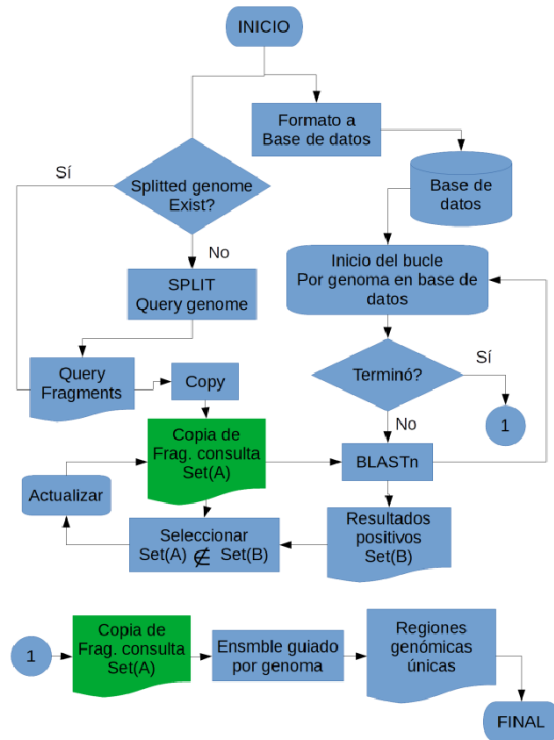 INICIO
Formato a
Base de datos
Sí
Splitted genome
Exist?
Base de
datos
No
Inicio del bucle
Por genoma en base de
datos
SPLIT
Query genome
Query
Fragments
Copy
Terminó?
Sí
1
No
Copia de
Frag. consulta
Set(A)
BLASTn
Actualizar
Seleccionar
Set(A) ∉ Set(B)
Resultados
positivos
Set(B)
1
Copia de
Frag. consulta
Set(A)
Ensmble guiado
por genoma
Regiones
genómicas
únicas
FINAL